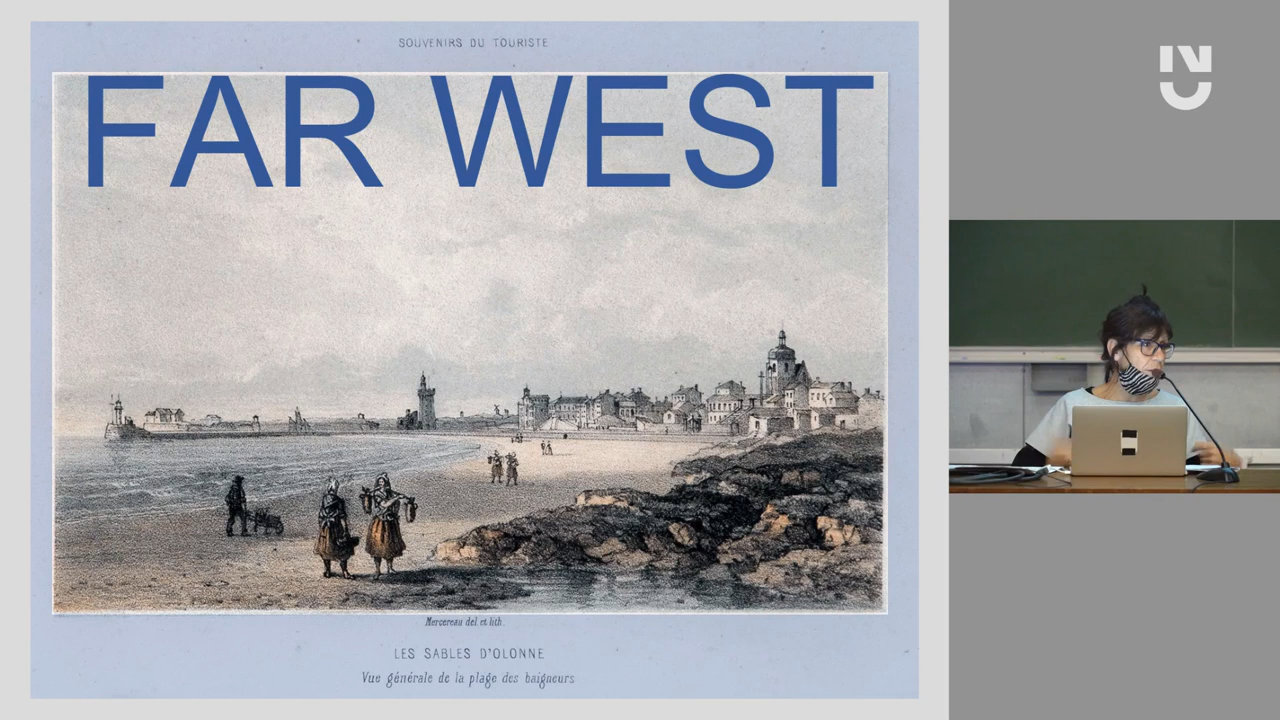 SOUVENIRS DU TOURISTE
FAR WEST
Mercereau del. et lith.
LES SABLES D'OLONNE
Vue générale de la plage des baigneurs